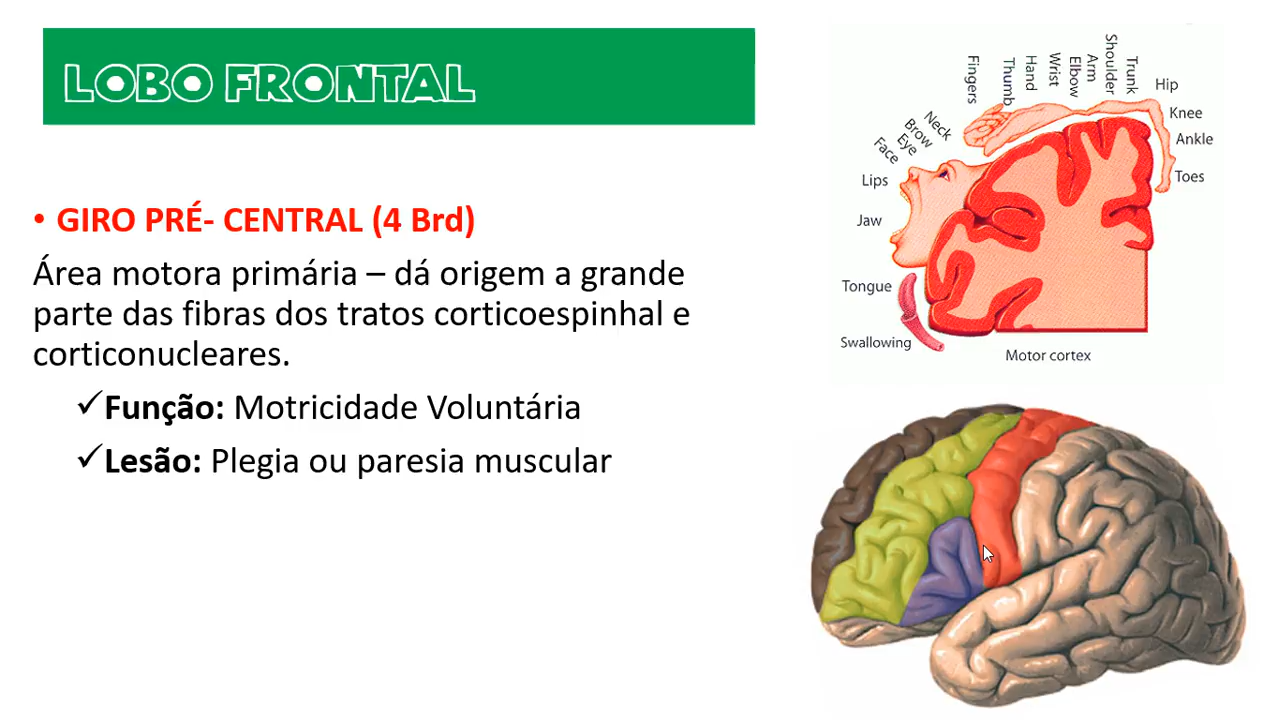 LOBO FRONTAL
• GIRO PRÉ- CENTRAL (4 Brd)
Área motora primária – dá origem a grande
parte das fibras dos tratos corticoespinhal e
corticonucleares.
✓Função: Motricidade Voluntária
✓Lesão: Plegia ou paresia muscular
Fingers
Thumb
Hand
Wrist
Elbow
Arm
Shoulder
Trunk
Hip
Knee
Ankle
Toes
Neck
Brow
Eye
Face
Lips
Jaw
Tongue
Swallowing
Motor cortex